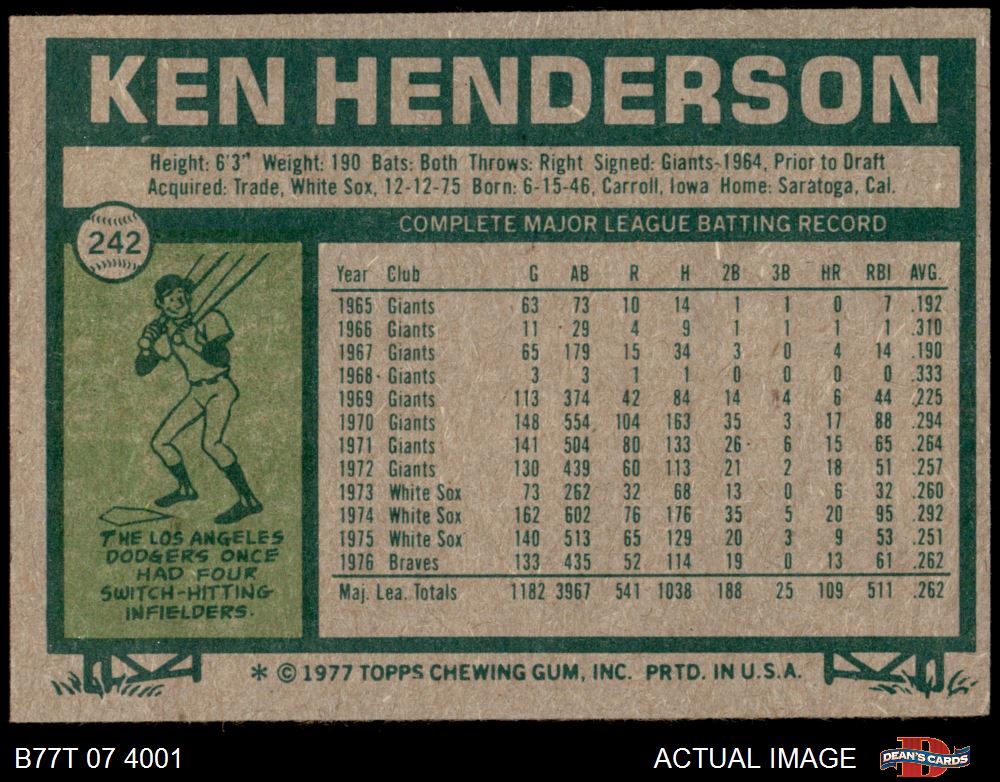 KEN HENDERSON
Height: 6'3" Weight: 190 Bats: Both Throws: Right Signed: Giants-1964, Prior to Draft
Acquired: Trade, White Sox, 12-12-75 Born: 6-15-46, Carroll, Iowa Home: Saratoga, Cal.
242
COMPLETE MAJOR LEAGUE BATTING RECORD
Year Club G AB R H 2B 3B HR RBI AVG.
1965 Giants 63 73 10 14 1 1 0 7 .192
1966 Giants 11 29 4 9 1 1 1 1 .310
1967 Giants 65 179 15 34 3 0 4 14 .190
1968 Giants 3 3 1 1 0 0 0 0 .333
1969 Giants 113 374 42 84 14 4 6 44 .225
1970 Giants 148 554 104 163 35 3 17 88 .294
1971 Giants 141 504 80 133 26 6 15 65 .264
1972 Giants 130 439 60 113 21 2 18 51 .257
1973 White Sox 73 262 32 68 13 0 6 32 .260
1974 White Sox 162 602 76 176 35 5 20 95 .292
1975 White Sox 140 513 65 129 20 3 9 53 .251
1976 Braves 133 435 52 114 19 0 13 61 .262
Maj. Lea. Totals 1182 3967 541 1038 188 25 109 511 .262
THE LOS ANGELES
DODGERS ONCE
HAD FOUR
SWITCH-HITTING
INFIELDERS.
* © 1977 TOPPS CHEWING GUM, INC. PRTD. IN U.S.A.
B77T 07 4001
ACTUAL IMAGE
DEAN'S CARDS